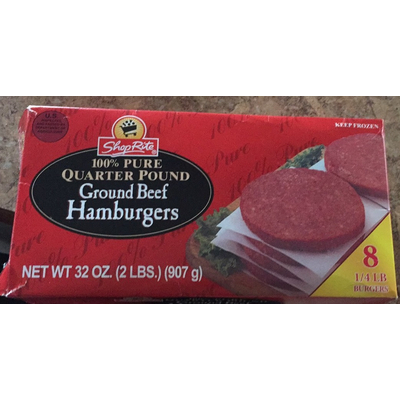 U.S.
KEEP FROZEN
ShopRite
100% PURE
QUARTER POUND
Ground Beef
Hamburgers
NET WT 32 OZ. (2 LBS.) (907 g)
8
1/4 LB
BURGERS